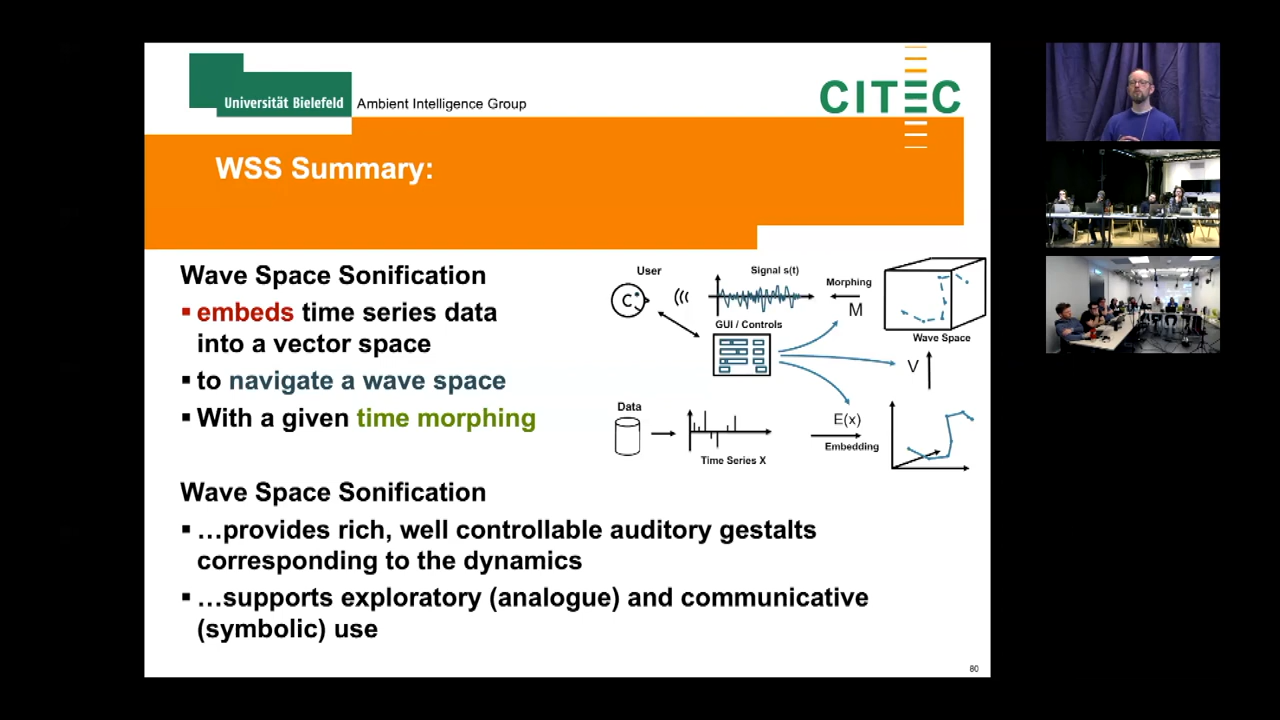 Universität Bielefeld
Ambient Intelligence Group
CITEC
WSS Summary:
Wave Space Sonification
▪ embeds time series data
into a vector space
▪ to navigate a wave space
▪ With a given time morphing
User
Signal s(t)
Morphing
M
GUI / Controls
Wave Space
V
Data
E(x)
Embedding
Time Series X
Wave Space Sonification
▪ …provides rich, well controllable auditory gestalts
corresponding to the dynamics
▪ …supports exploratory (analogue) and communicative
(symbolic) use
80